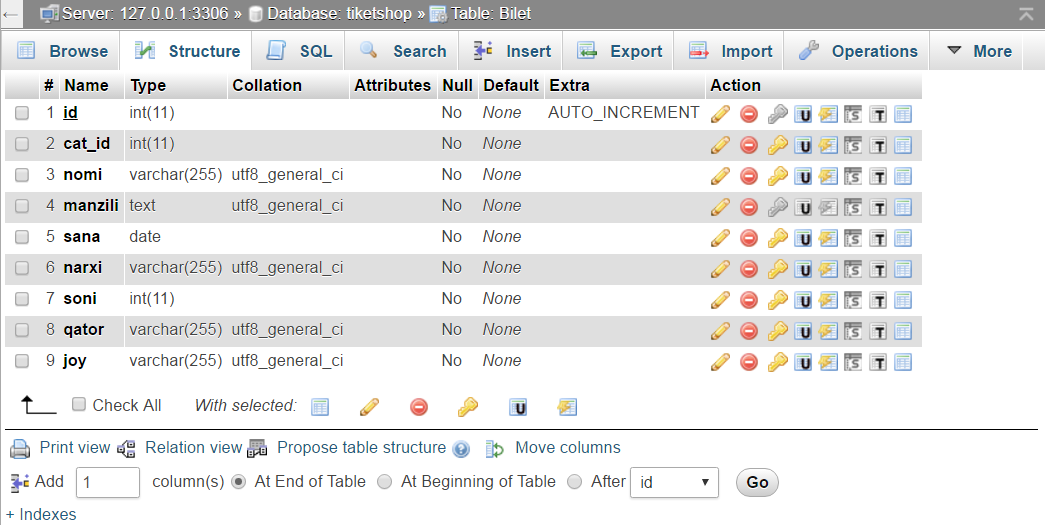 ← Server: 127.0.0.1:3306 » Database: tiketshop » Table: Bilet
Browse Structure SQL Search Insert Export Import Operations ▼ More
# Name Type Collation Attributes Null Default Extra Action
1 id int(11) No None AUTO_INCREMENT
2 cat_id int(11) No None
3 nomi varchar(255) utf8_general_ci No None
4 manzili text utf8_general_ci No None
5 sana date No None
6 narxi varchar(255) utf8_general_ci No None
7 soni int(11) No None
8 qator varchar(255) utf8_general_ci No None
9 joy varchar(255) utf8_general_ci No None
Check All With selected:
Print view Relation view Propose table structure Move columns
Add 1 column(s) At End of Table At Beginning of Table After id Go
+ Indexes